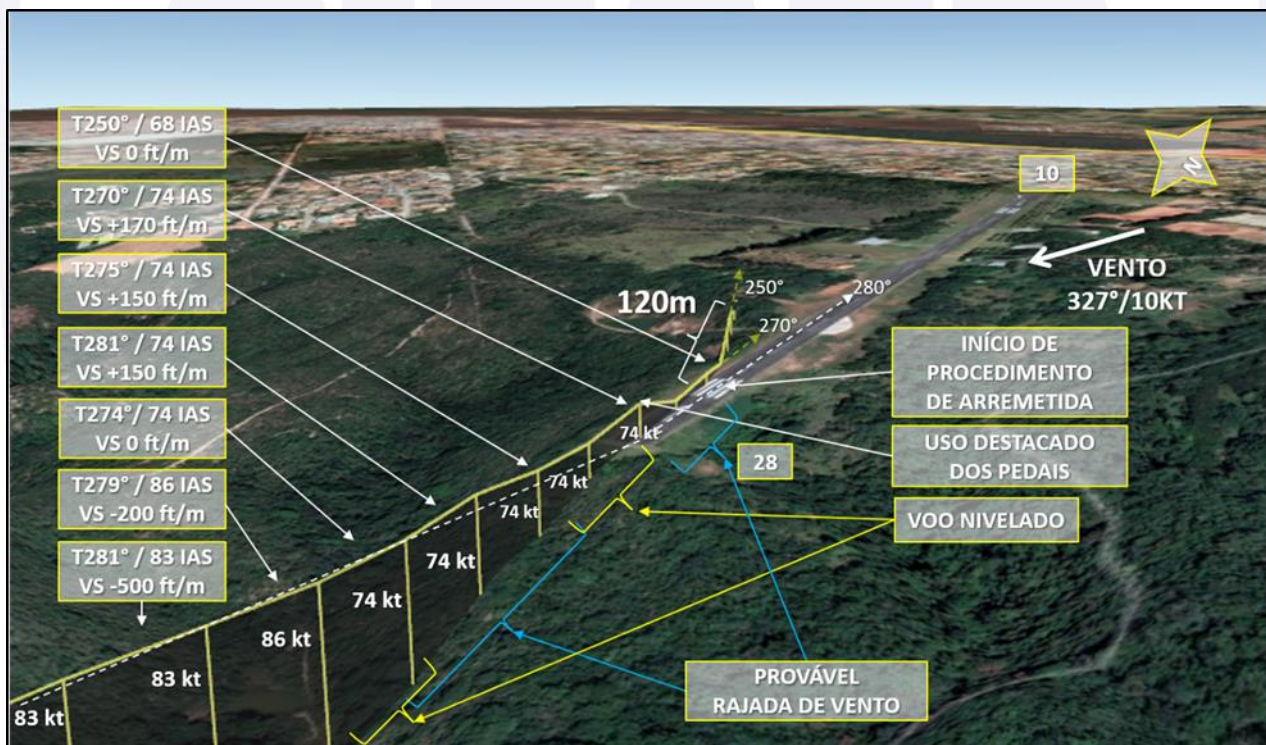 T250° / 68 IAS
VS 0 ft/m
T270° / 74 IAS
VS +170 ft/m
T275° / 74 IAS
VS +150 ft/m
T281° / 74 IAS
VS +150 ft/m
T274° / 74 IAS
VS 0 ft/m
T279° / 86 IAS
VS -200 ft/m
T281° / 83 IAS
VS -500 ft/m
83 kt
83 kt
86 kt
74 kt
74 kt
74 kt
74 kt
74 kt
120m
250°
270°
280°
10
N
VENTO
327°/10KT
INÍCIO DE
PROCEDIMENTO
DE ARREMETIDA
USO DESTACADO
DOS PEDAIS
28
VOO NIVELADO
PROVÁVEL
RAJADA DE VENTO